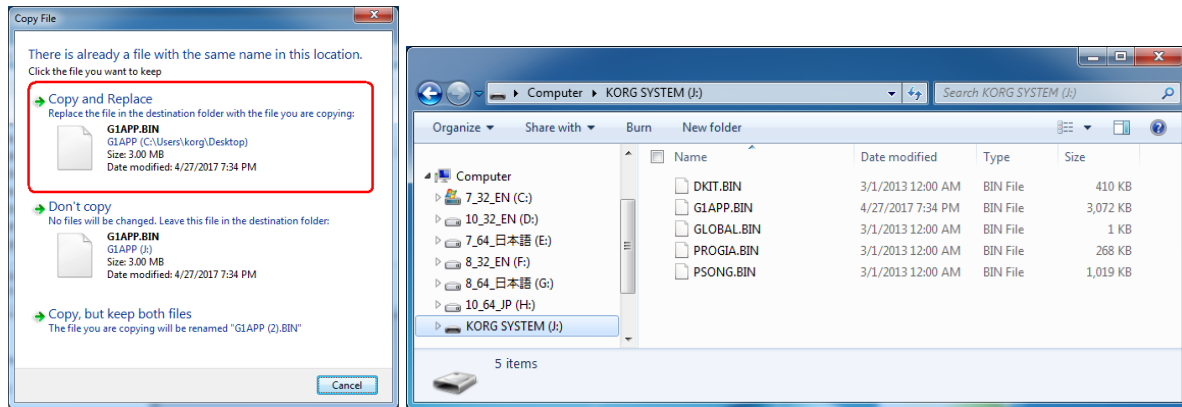 Copy File
There is already a file with the same name in this location.
Click the file you want to keep
Copy and Replace
Replace the file in the destination folder with the file you are copying:
G1APP.BIN
G1APP (C:\Users\korg\Desktop)
Size: 3.00 MB
Date modified: 4/27/2017 7:34 PM
Don't copy
No files will be changed. Leave this file in the destination folder:
G1APP.BIN
G1APP (J:)
Size: 3.00 MB
Date modified: 4/27/2017 7:34 PM
Copy, but keep both files
The file you are copying will be renamed "G1APP (2).BIN"
Cancel
Computer KORG SYSTEM (J:)
Search KORG SYSTEM (J:)
Organize Share with Burn New folder
Computer
7_32_EN (C:)
10_32_EN (D:)
7_64_日本語 (E:)
8_32_EN (F:)
8_64_日本語 (G:)
10_64_JP (H:)
KORG SYSTEM (J:)
Name Date modified Type Size
DKIT.BIN 3/1/2013 12:00 AM BIN File 410 KB
G1APP.BIN 4/27/2017 7:34 PM BIN File 3,072 KB
GLOBAL.BIN 3/1/2013 12:00 AM BIN File 1 KB
PROGIA.BIN 3/1/2013 12:00 AM BIN File 268 KB
PSONG.BIN 3/1/2013 12:00 AM BIN File 1,019 KB
5 items